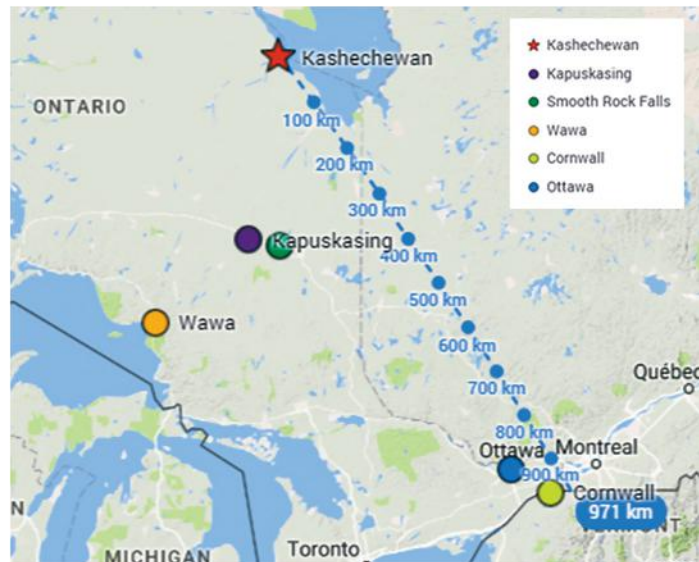 Kashechewan
Kashechewan
Kapuskasing
Smooth Rock Falls
Wawa
Cornwall
Ottawa
ONTARIO
100 km
200 km
300 km
Kapuskasing
400 km
500 km
Wawa
600 km
700 km
Québec
800 km
Ottawa
Montreal
900 km
Cornwall
971 km
Toronto
MICHIGAN